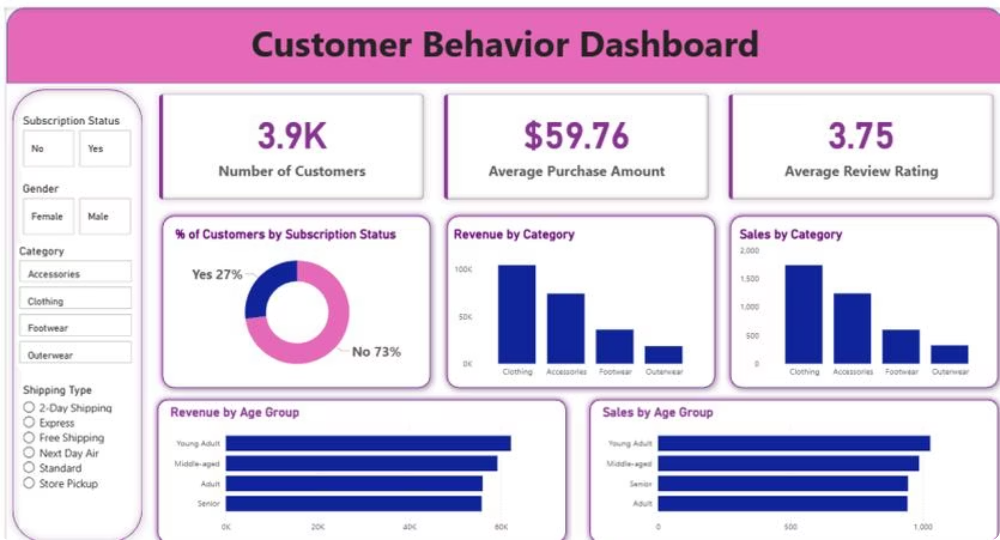 Customer Behavior Dashboard
Subscription Status
No
Yes
Gender
Female
Male
Category
Accessories
Clothing
Footwear
Outerwear
Shipping Type
2-Day Shipping
Express
Free Shipping
Next Day Air
Standard
Store Pickup
3.9K
Number of Customers
$59.76
Average Purchase Amount
3.75
Average Review Rating
% of Customers by Subscription Status
Yes 27%
No 73%
Revenue by Category
100K
50K
0K
Clothing Accessories Footwear Outerwear
Sales by Category
2,000
1,500
1,000
500
0
Clothing Accessories Footwear Outerwear
Revenue by Age Group
Young Adult
Middle-aged
Adult
Senior
0K 20K 40K 60K
Sales by Age Group
Young Adult
Middle-aged
Senior
Adult
0 500 1,000